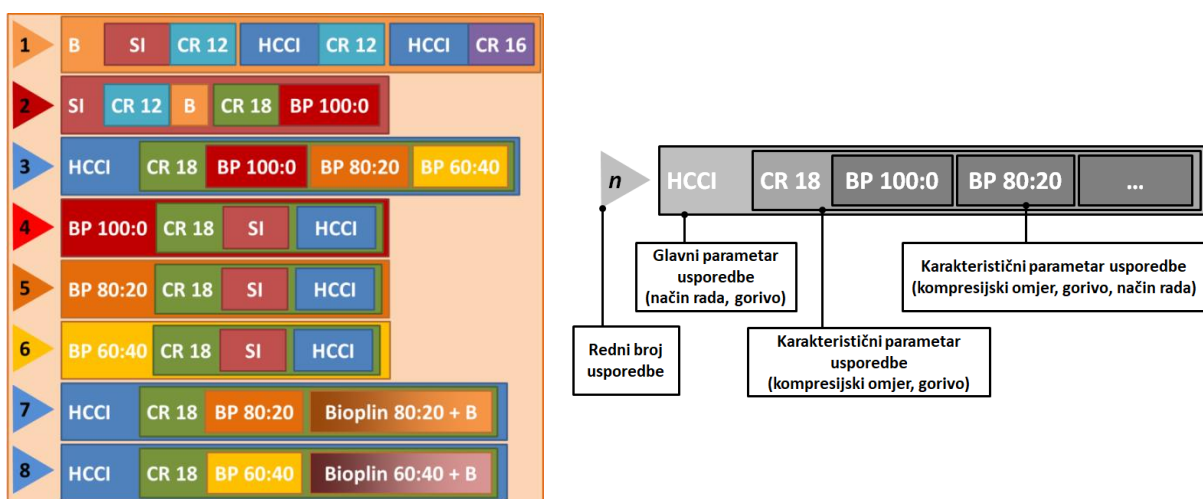 1 B SI CR 12 HCCI CR 12 HCCI CR 16
2 SI CR 12 B CR 18 BP 100:0
3 HCCI CR 18 BP 100:0 BP 80:20 BP 60:40
4 BP 100:0 CR 18 SI HCCI
5 BP 80:20 CR 18 SI HCCI
6 BP 60:40 CR 18 SI HCCI
7 HCCI CR 18 BP 80:20 Bioplin 80:20 + B
8 HCCI CR 18 BP 60:40 Bioplin 60:40 + B
n HCCI CR 18 BP 100:0 BP 80:20 ...
Glavni parametar
usporedbe
(način rada, gorivo)
Karakteristični parametar usporedbe
(kompresijski omjer, gorivo, način rada)
Redni broj
usporedbe
Karakteristični parametar
usporedbe
(kompresijski omjer, gorivo)